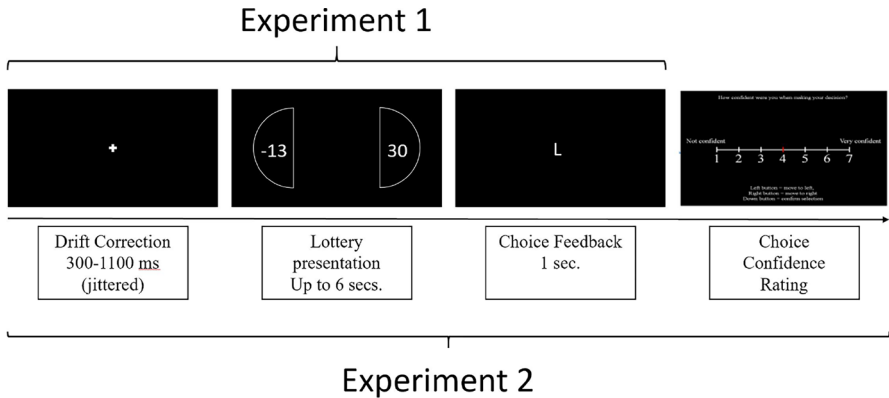 Experiment 1
-13
30
L
How confident were you when making your decision?
Not confident
Very confident
1 2 3 4 5 6 7
Left button = move to left,
Right button = move to right
Down button = confirm selection
Drift Correction
300-1100 ms
(jittered)
Lottery
presentation
Up to 6 secs.
Choice Feedback
1 sec.
Choice
Confidence
Rating
Experiment 2